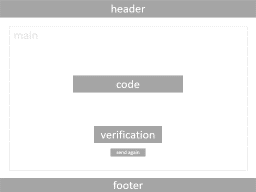 header
main
code
verification
send again
footer